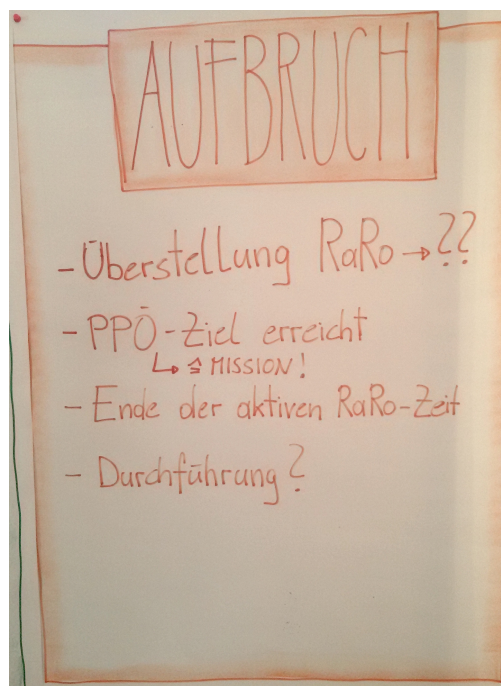 AUFBRUCH
- Überstellung RaRo → ??
- PPÖ-Ziel erreicht
↳ ≙ MISSION!
- Ende der aktiven RaRo-Zeit
- Durchführung?